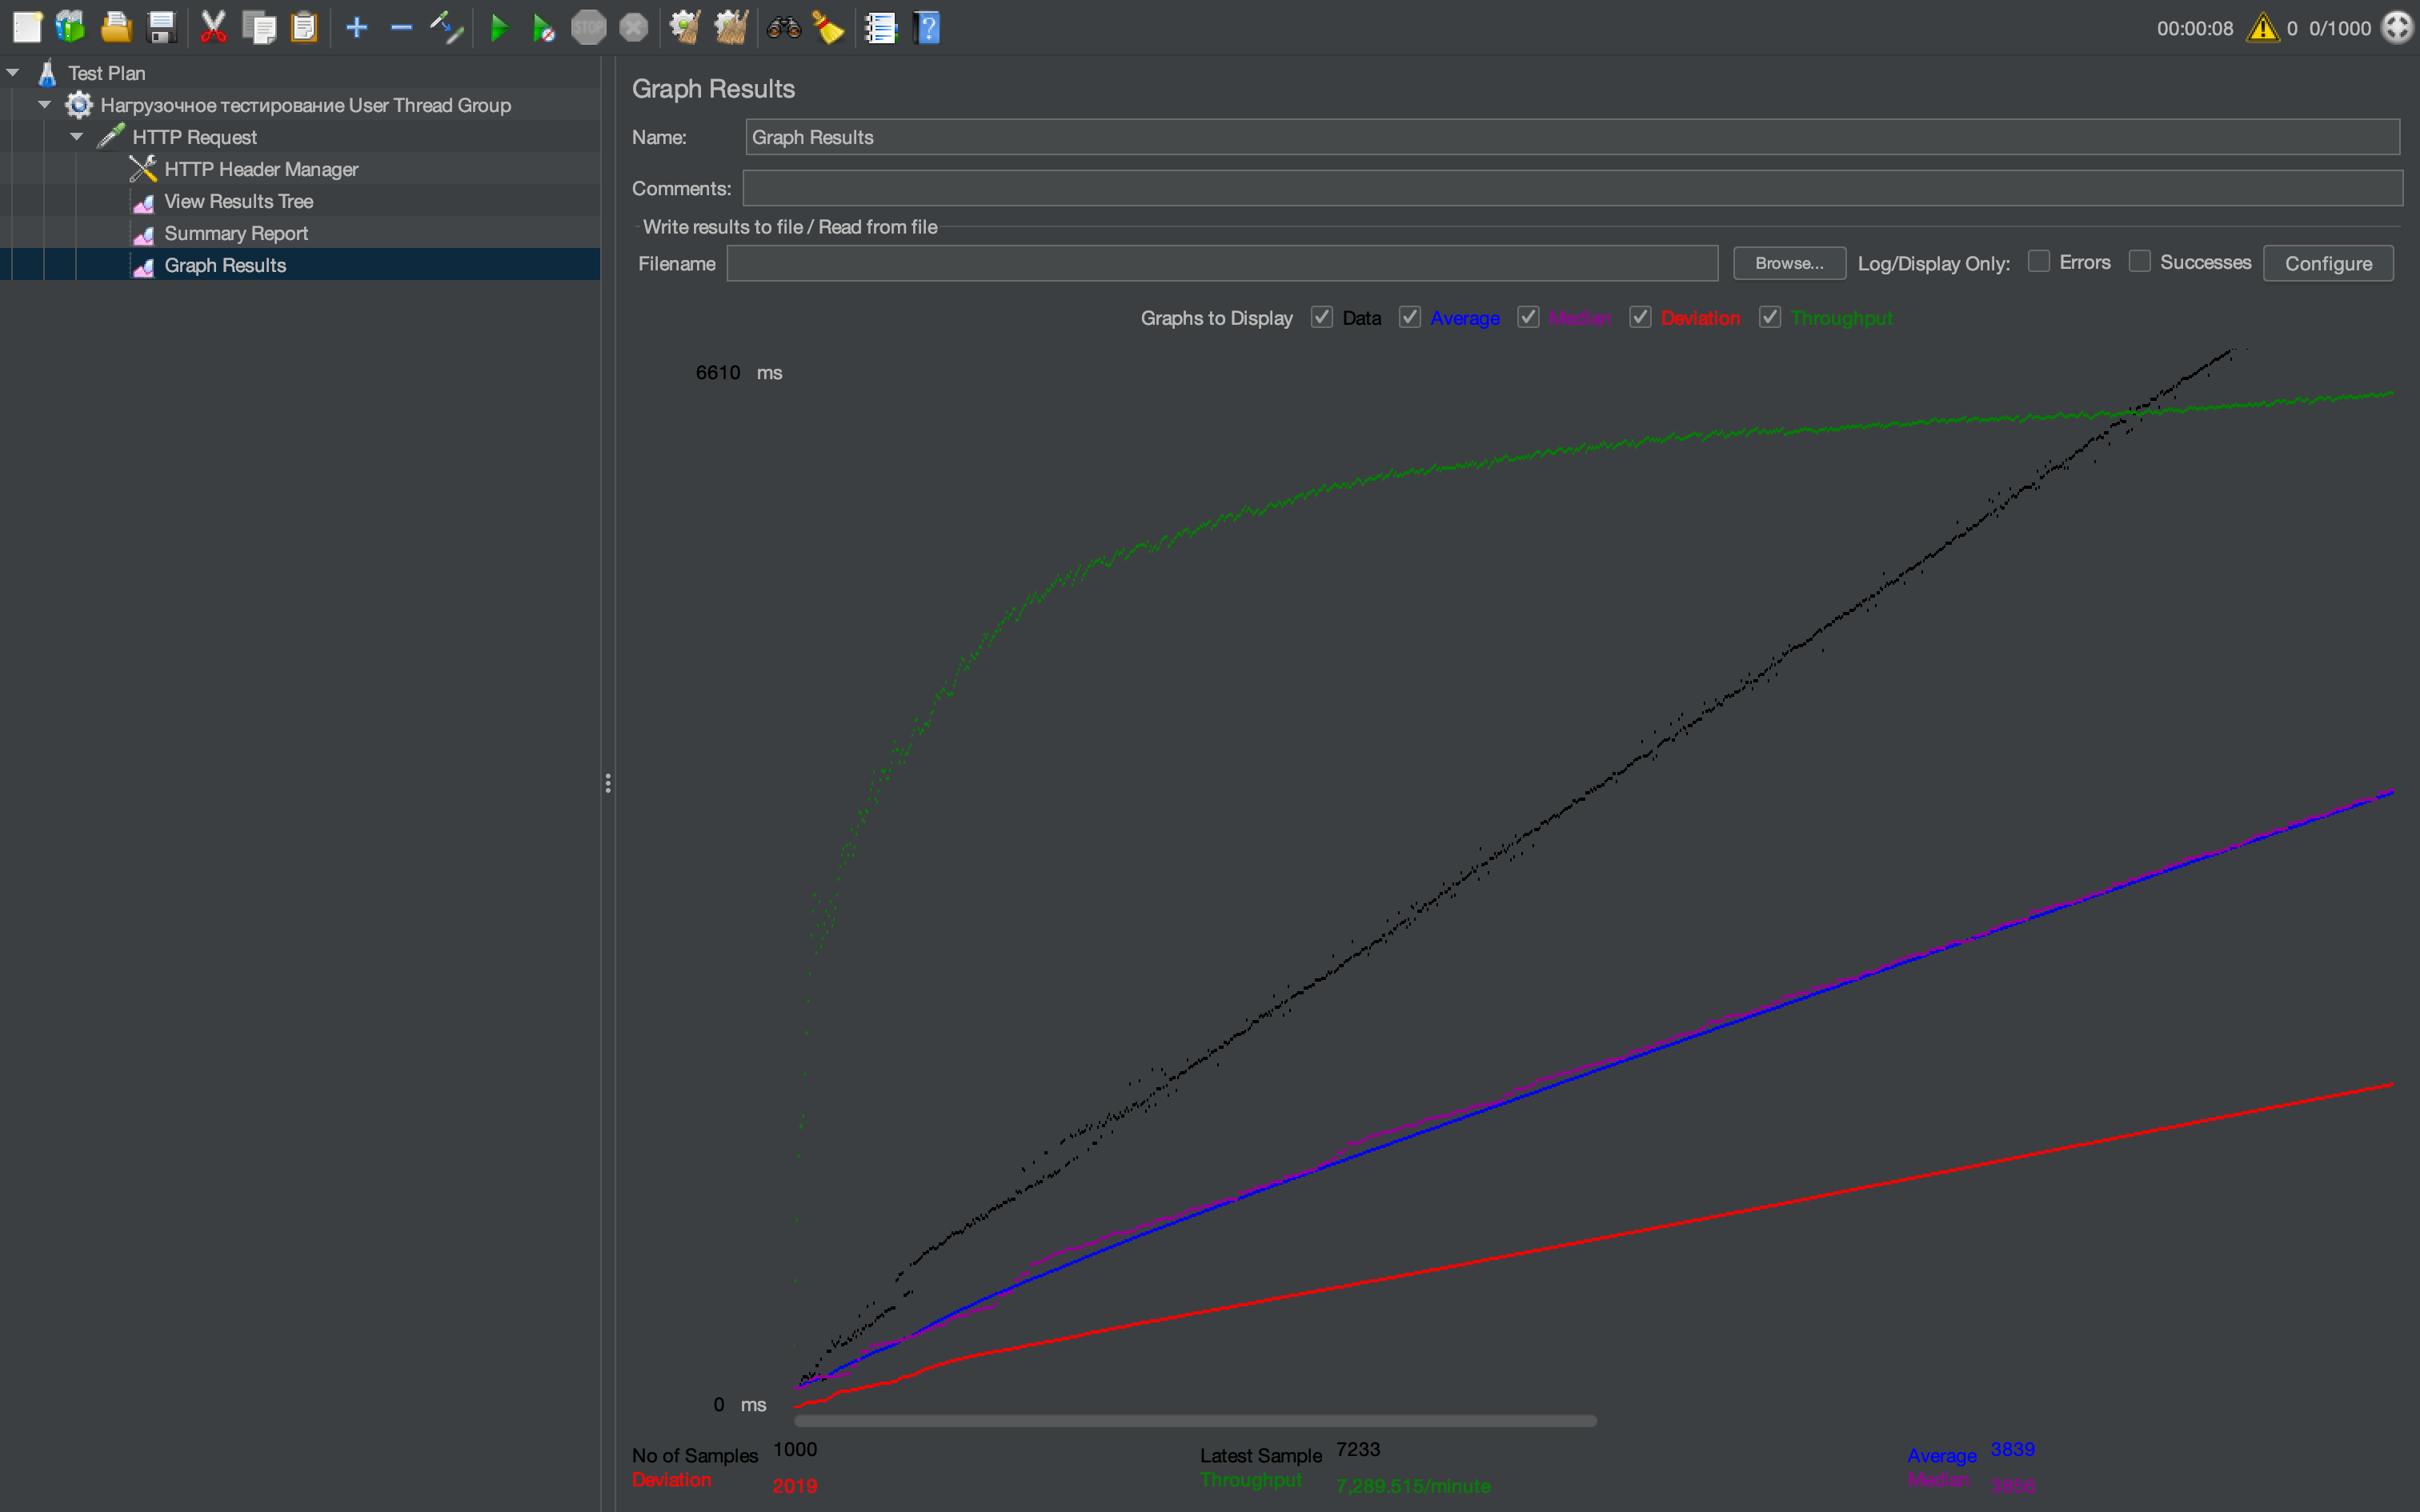 STOP
00:00:08 0 0/1000
Test Plan
Нагрузочное тестирование User Thread Group
HTTP Request
HTTP Header Manager
View Results Tree
Summary Report
Graph Results
Graph Results
Name: Graph Results
Comments:
Write results to file / Read from file
Filename Browse... Log/Display Only: Errors Successes Configure
Graphs to Display Data Average Median Deviation Throughput
6610 ms
0 ms
No of Samples 1000 Latest Sample 7233 Average 3839
Deviation 2019 Throughput 7,289.515/minute Median 3858